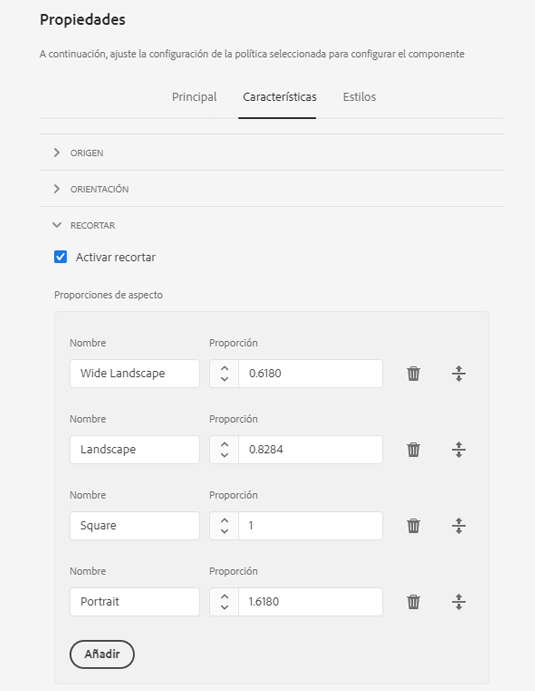 Propiedades
A continuación, ajuste la configuración de la política seleccionada para configurar el componente
Principal Características Estilos
ORIGEN
ORIENTACIÓN
RECORTAR
Activar recortar
Proporciones de aspecto
Nombre Proporción
Wide Landscape 0.6180
Nombre Proporción
Landscape 0.8284
Nombre Proporción
Square 1
Nombre Proporción
Portrait 1.6180
Añadir